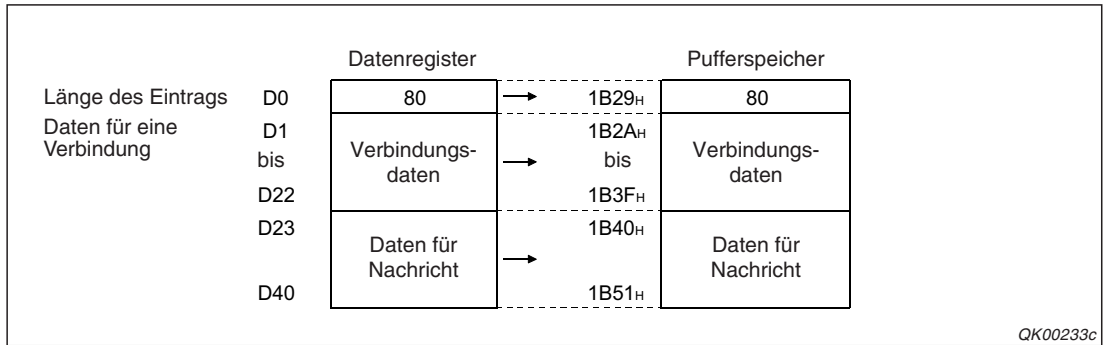 Datenregister Pufferspeicher
Länge des Eintrags D0 80 1B29H 80
Daten für eine Verbindung
D1 1B2AH
bis Verbindungs-daten bis Verbindungs-daten
D22 1B3FH
D23 1B40H
Daten für Nachricht Daten für Nachricht
D40 1B51H
QK00233c